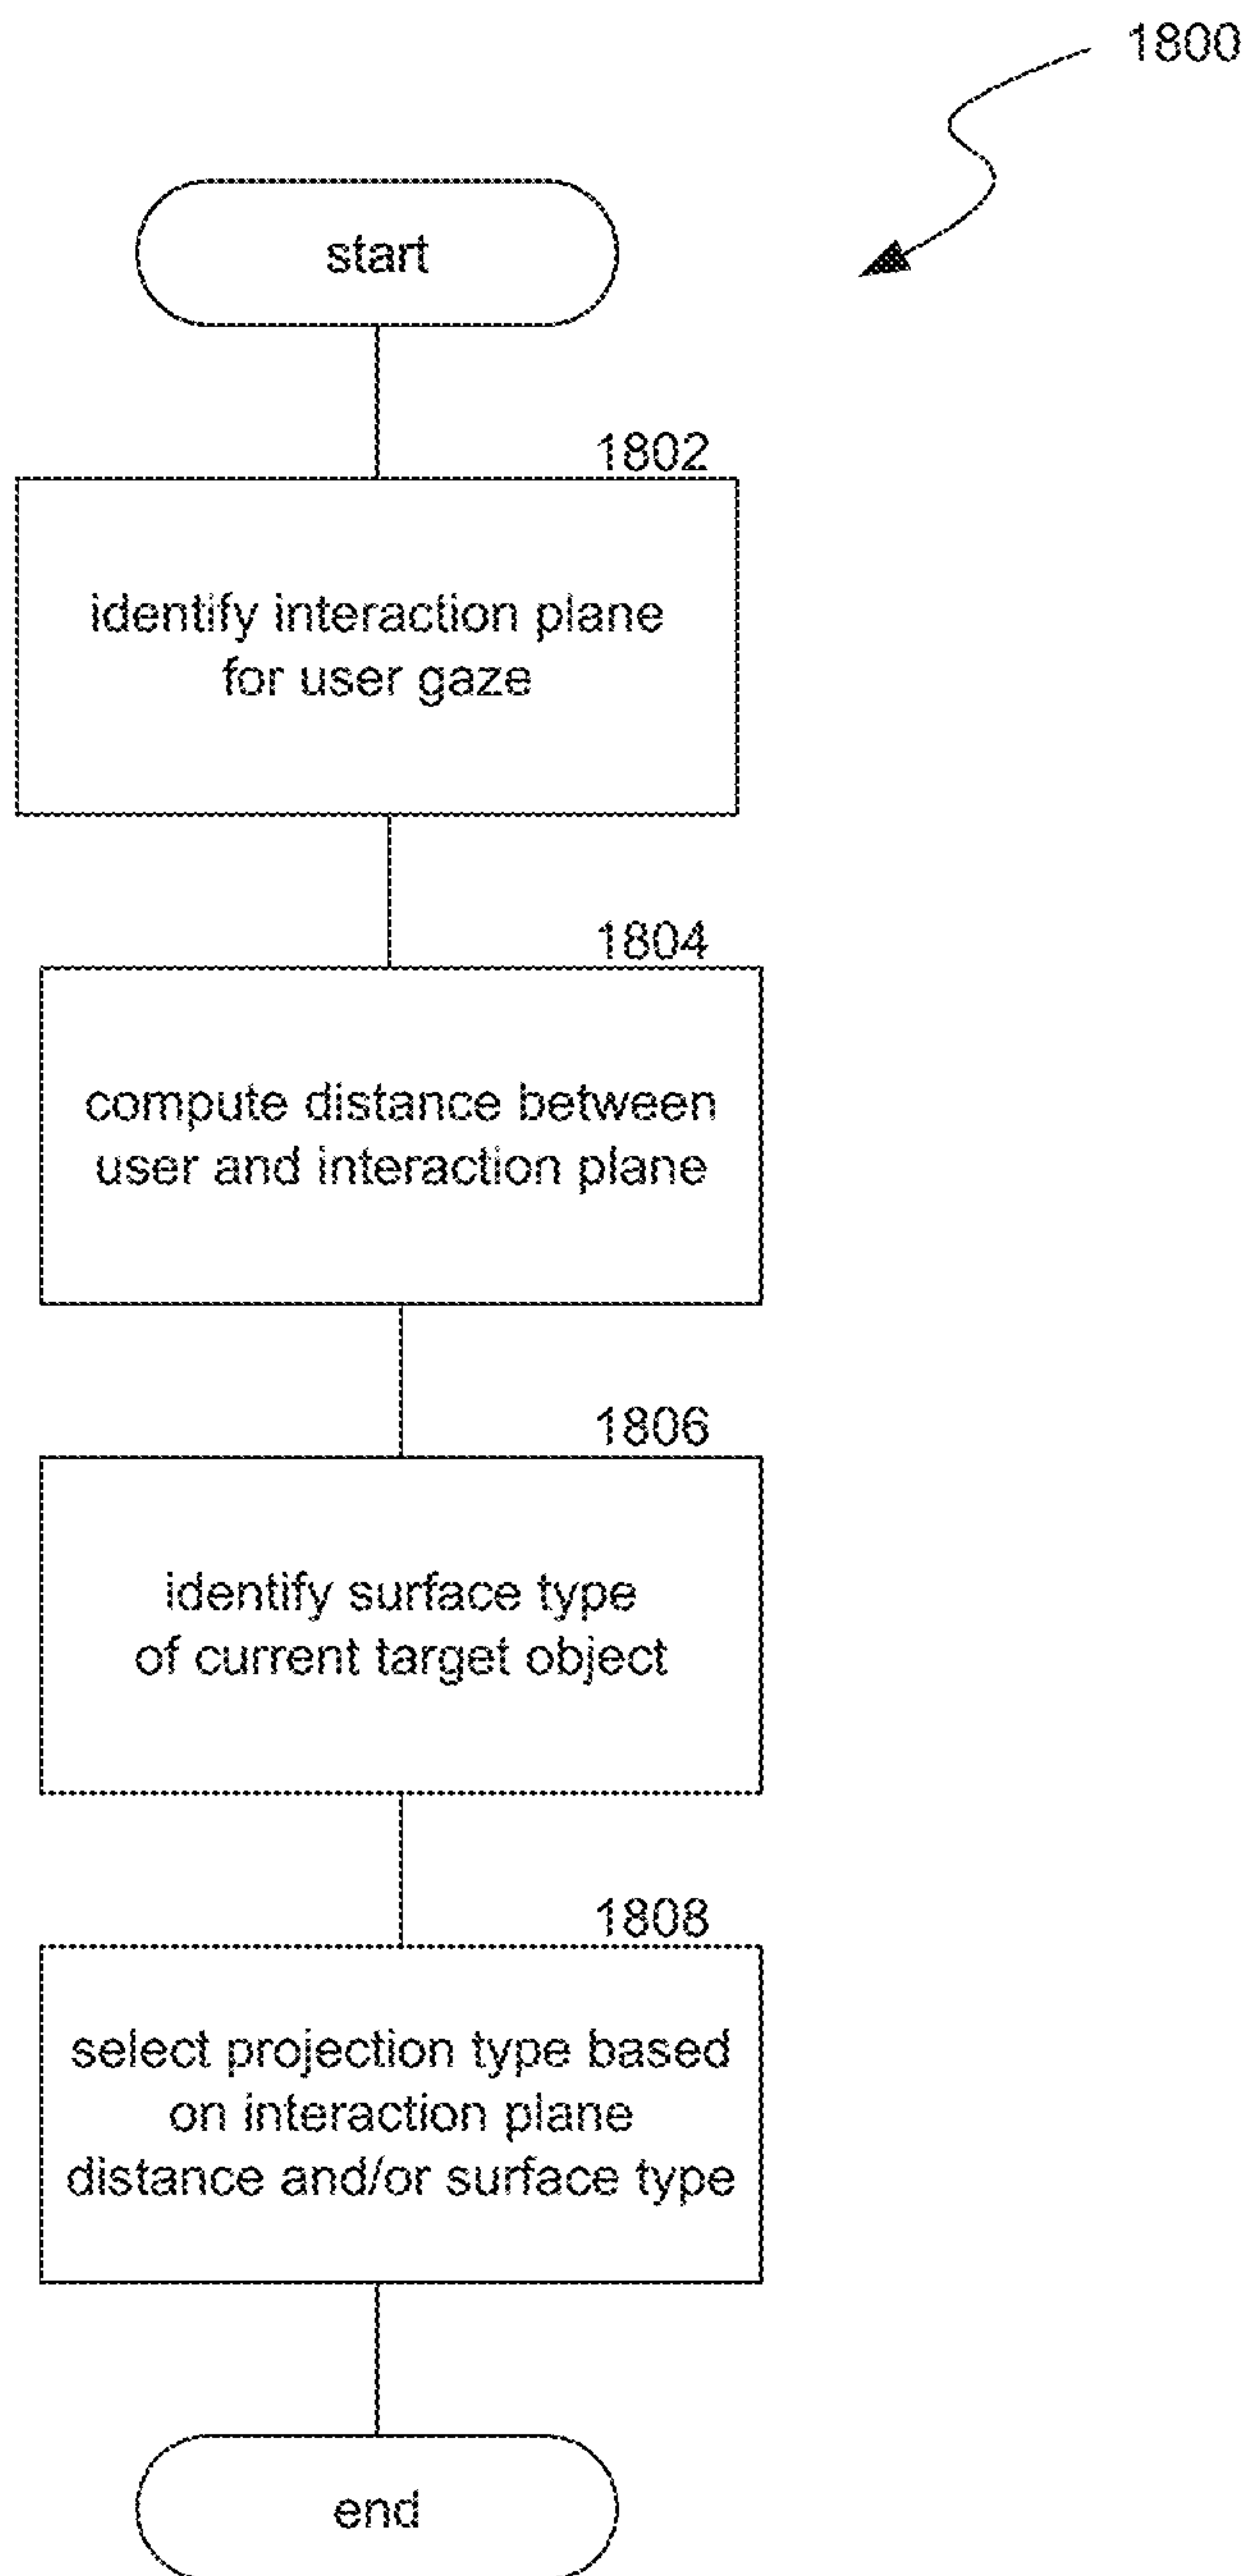 1800
start
1802
identify interaction plane
for user gaze
1804
compute distance between
user and interaction plane
1806
identify surface type
of current target object
1808
select projection type based
on interaction plane
distance and/or surface type
end